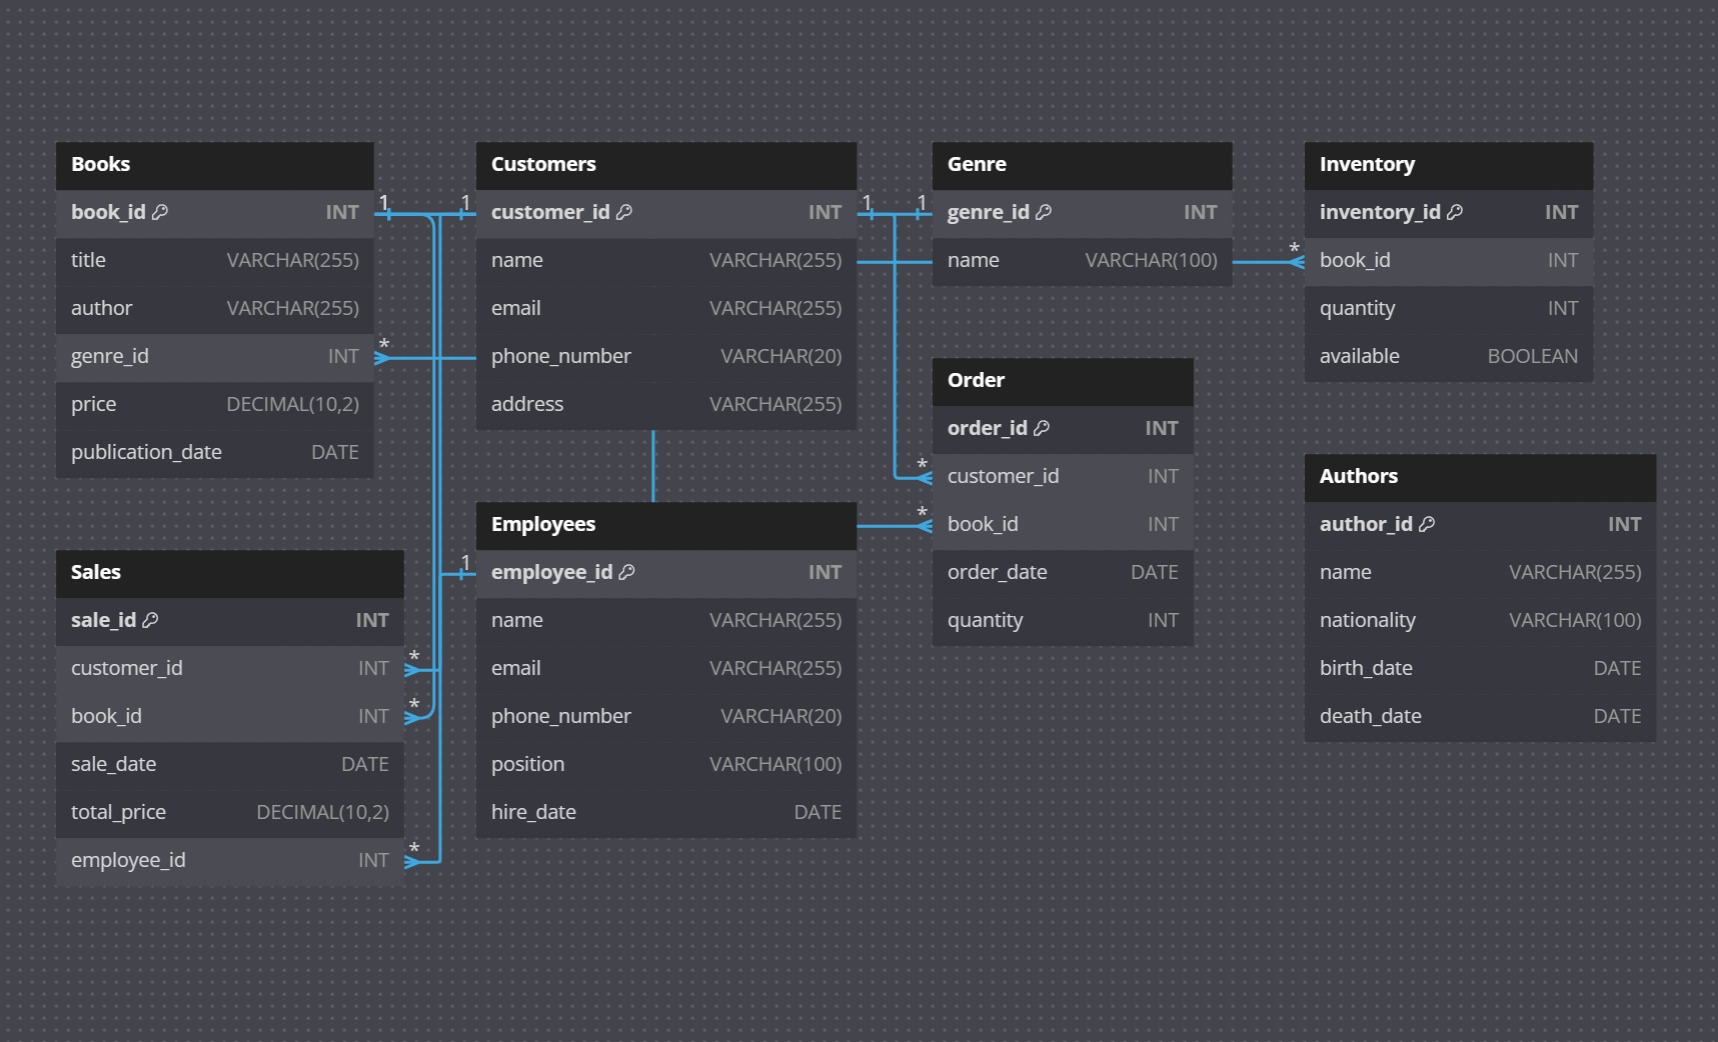 Books
book_id INT
title VARCHAR(255)
author VARCHAR(255)
genre_id INT
price DECIMAL(10,2)
publication_date DATE
Customers
customer_id INT
name VARCHAR(255)
email VARCHAR(255)
phone_number VARCHAR(20)
address VARCHAR(255)
Genre
genre_id INT
name VARCHAR(100)
Inventory
inventory_id INT
book_id INT
quantity INT
available BOOLEAN
Order
order_id INT
customer_id INT
book_id INT
order_date DATE
quantity INT
Authors
author_id INT
name VARCHAR(255)
nationality VARCHAR(100)
birth_date DATE
death_date DATE
Sales
sale_id INT
customer_id INT
book_id INT
sale_date DATE
total_price DECIMAL(10,2)
employee_id INT
Employees
employee_id INT
name VARCHAR(255)
email VARCHAR(255)
phone_number VARCHAR(20)
position VARCHAR(100)
hire_date DATE
1
1
1
1
*
*
*
*
1
*
*
*